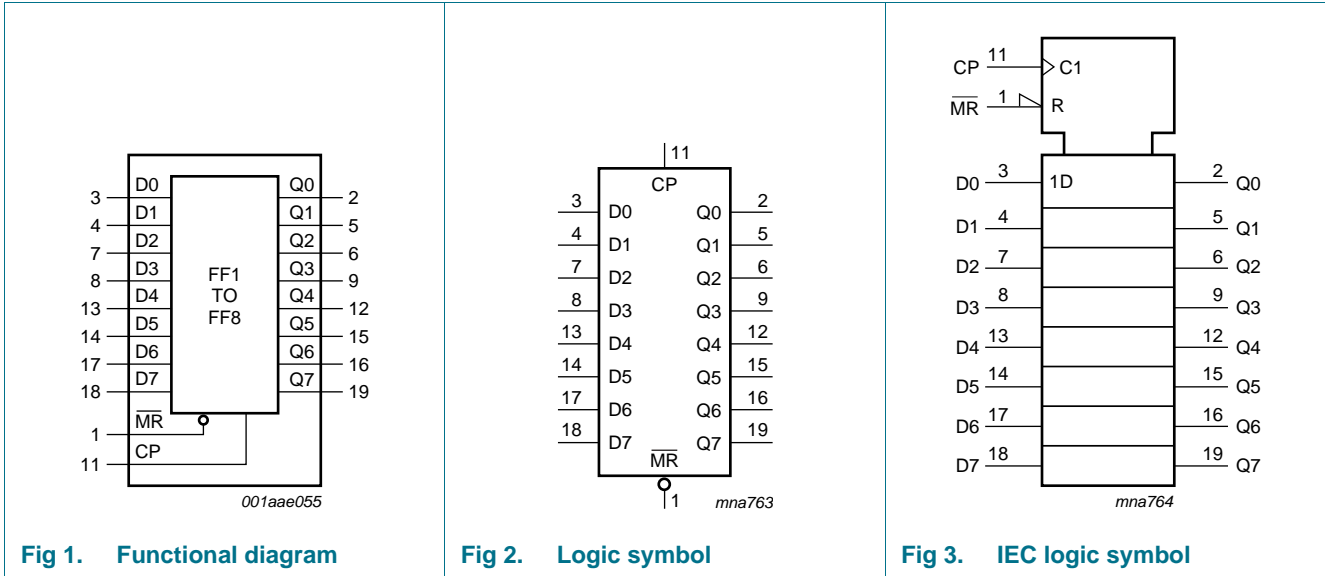 D0 Q0
3 2
D1 Q1
4 5
D2 Q2
7 6
D3 Q3
8 9
D4 Q4
13 12
D5 Q5
14 15
D6 Q6
17 16
D7 Q7
18 19
FF1
TO
FF8
M̅R̅
1
CP
11
001aae055
Fig 1. Functional diagram
11
CP
3 D0 Q0 2
4 D1 Q1 5
7 D2 Q2 6
8 D3 Q3 9
13 D4 Q4 12
14 D5 Q5 15
17 D6 Q6 16
18 D7 Q7 19
M̅R̅
1
mna763
Fig 2. Logic symbol
CP 11 C1
M̅R̅ 1 R
D0 3 1D 2 Q0
D1 4 5 Q1
D2 7 6 Q2
D3 8 9 Q3
D4 13 12 Q4
D5 14 15 Q5
D6 17 16 Q6
D7 18 19 Q7
mna764
Fig 3. IEC logic symbol